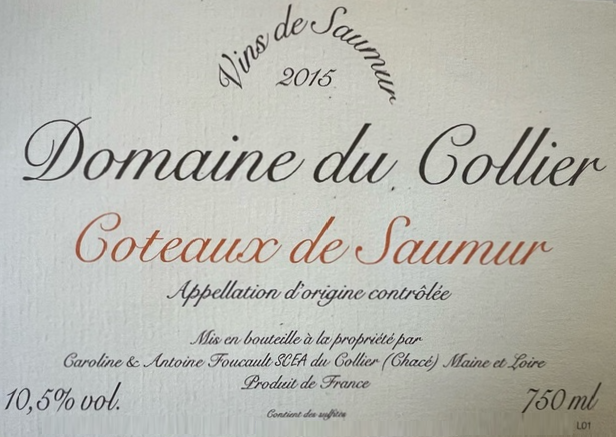 Vins de Saumur
2015
Domaine du Collier
Coteaux de Saumur
Appellation d'origine contrôlée
Mis en bouteille à la propriété par
Caroline & Antoine Foucault SCEA du Collier (Chacé) Maine et Loire
Produit de France
10,5% vol.
Contient des sulfites
750 ml
L01